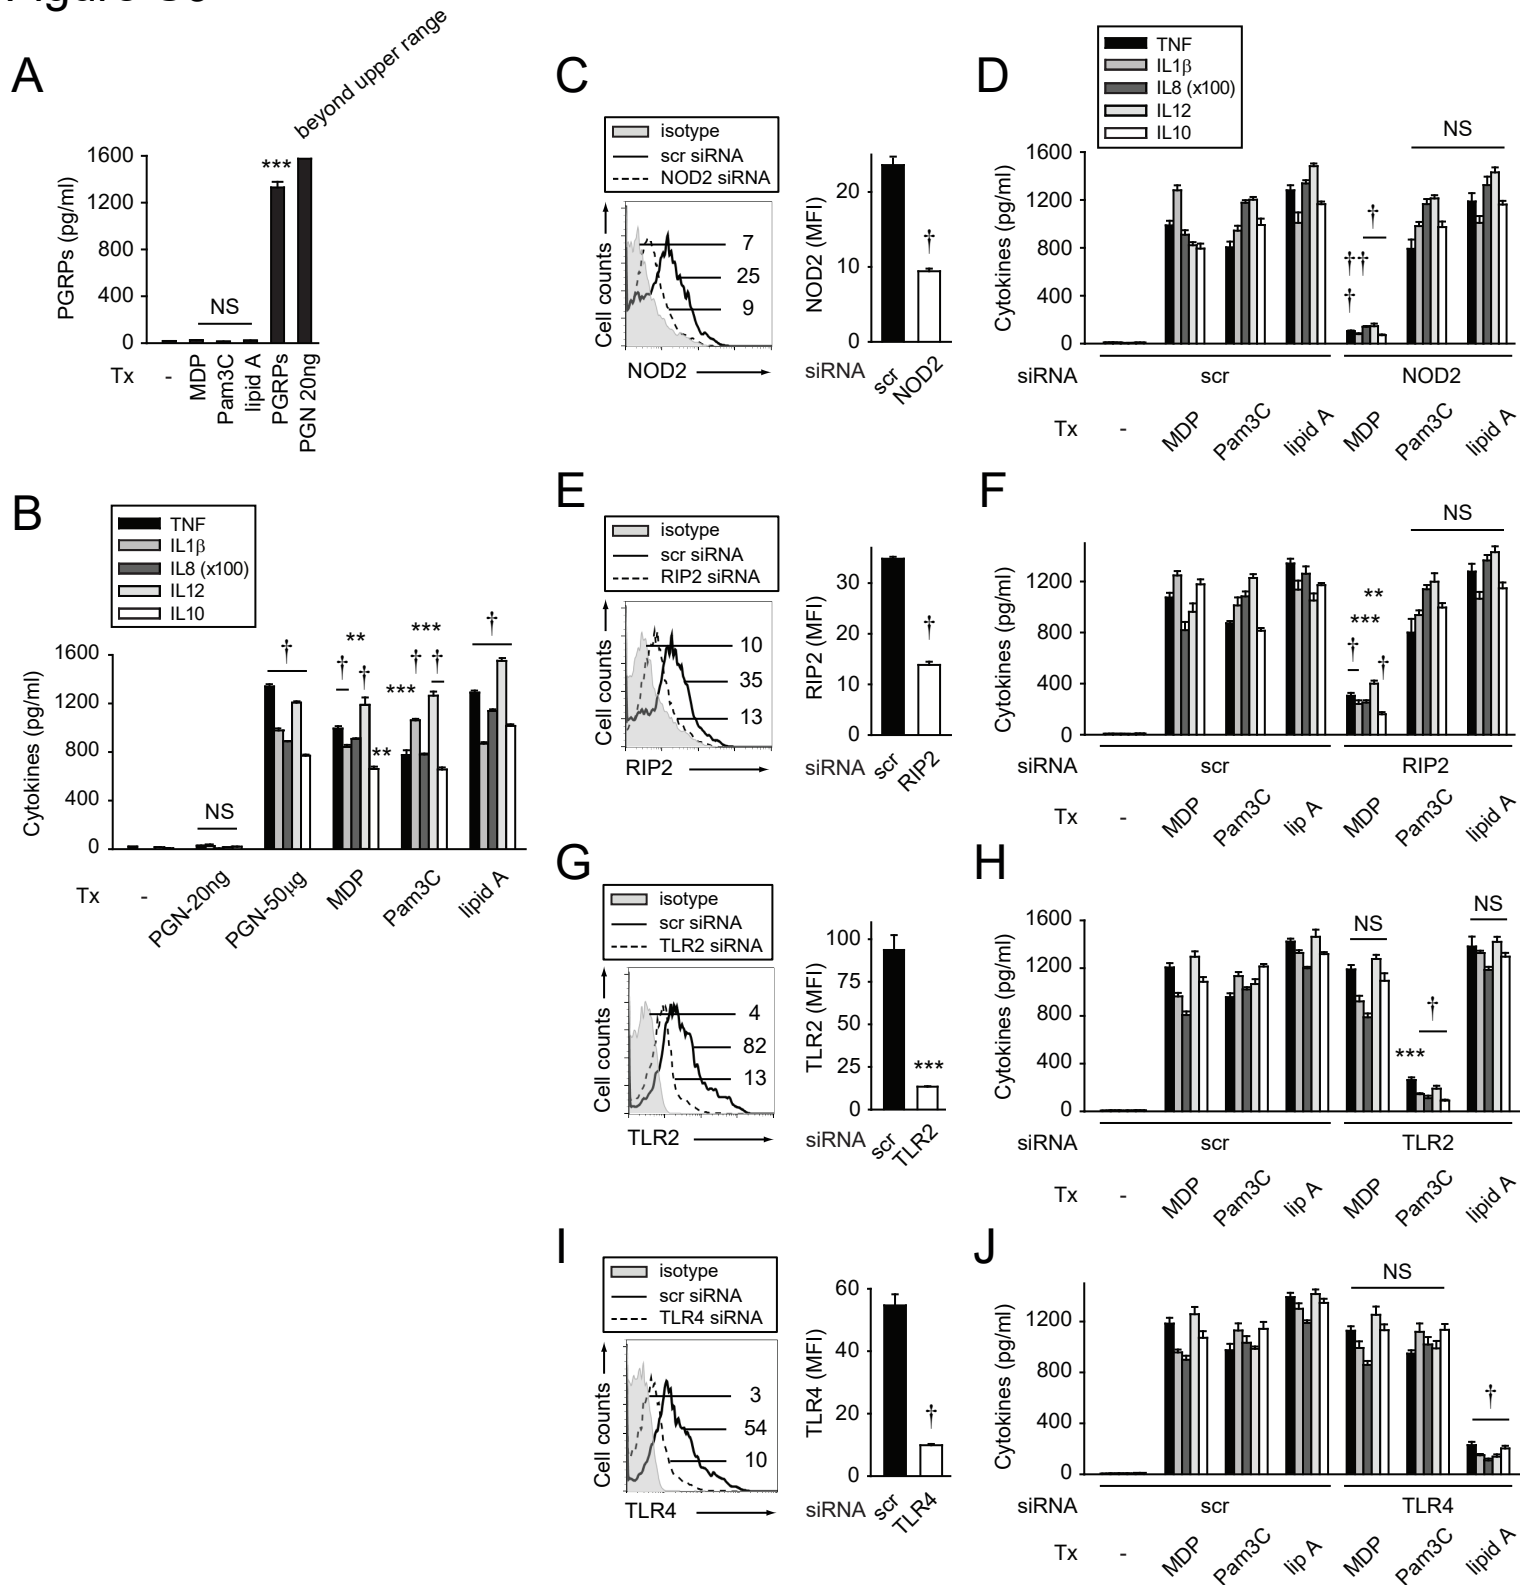 A
beyond upper range
PGRPs (pg/ml)
1600
1200
800
400
0
***
NS
Tx
-
MDP
Pam3C
lipid A
PGRPs
PGN 20ng
B
TNF
IL1β
IL8 (x100)
IL12
IL10
Cytokines (pg/ml)
1600
1200
800
400
0
NS
†
**
†
†
**
***
***
†
†
†
Tx
-
PGN-20ng
PGN-50μg
MDP
Pam3C
lipid A
C
isotype
scr siRNA
NOD2 siRNA
Cell counts
7
25
9
NOD2
NOD2 (MFI)
20
10
0
†
siRNA
scr
NOD2
D
TNF
IL1β
IL8 (x100)
IL12
IL10
Cytokines (pg/ml)
1600
1200
800
400
0
††
†
†
NS
siRNA
scr
NOD2
Tx
-
MDP
Pam3C
lipid A
MDP
Pam3C
lipid A
E
isotype
scr siRNA
RIP2 siRNA
Cell counts
10
35
13
RIP2
RIP2 (MFI)
30
20
10
0
†
siRNA
scr
RIP2
F
Cytokines (pg/ml)
1200
800
400
0
**
***
†
†
NS
siRNA
scr
RIP2
Tx
-
MDP
Pam3C
lip A
MDP
Pam3C
lipid A
G
isotype
scr siRNA
TLR2 siRNA
Cell counts
4
82
13
TLR2
TLR2 (MFI)
100
75
50
25
0
***
siRNA
scr
TLR2
H
Cytokines (pg/ml)
1600
1200
800
400
0
NS
***
†
NS
siRNA
scr
TLR2
Tx
-
MDP
Pam3C
lip A
MDP
Pam3C
lipid A
I
isotype
scr siRNA
TLR4 siRNA
Cell counts
3
54
10
TLR4
TLR4 (MFI)
60
40
20
0
†
siRNA
scr
TLR4
J
Cytokines (pg/ml)
1200
800
400
0
NS
†
siRNA
scr
TLR4
Tx
-
MDP
Pam3C
lip A
MDP
Pam3C
lipid A